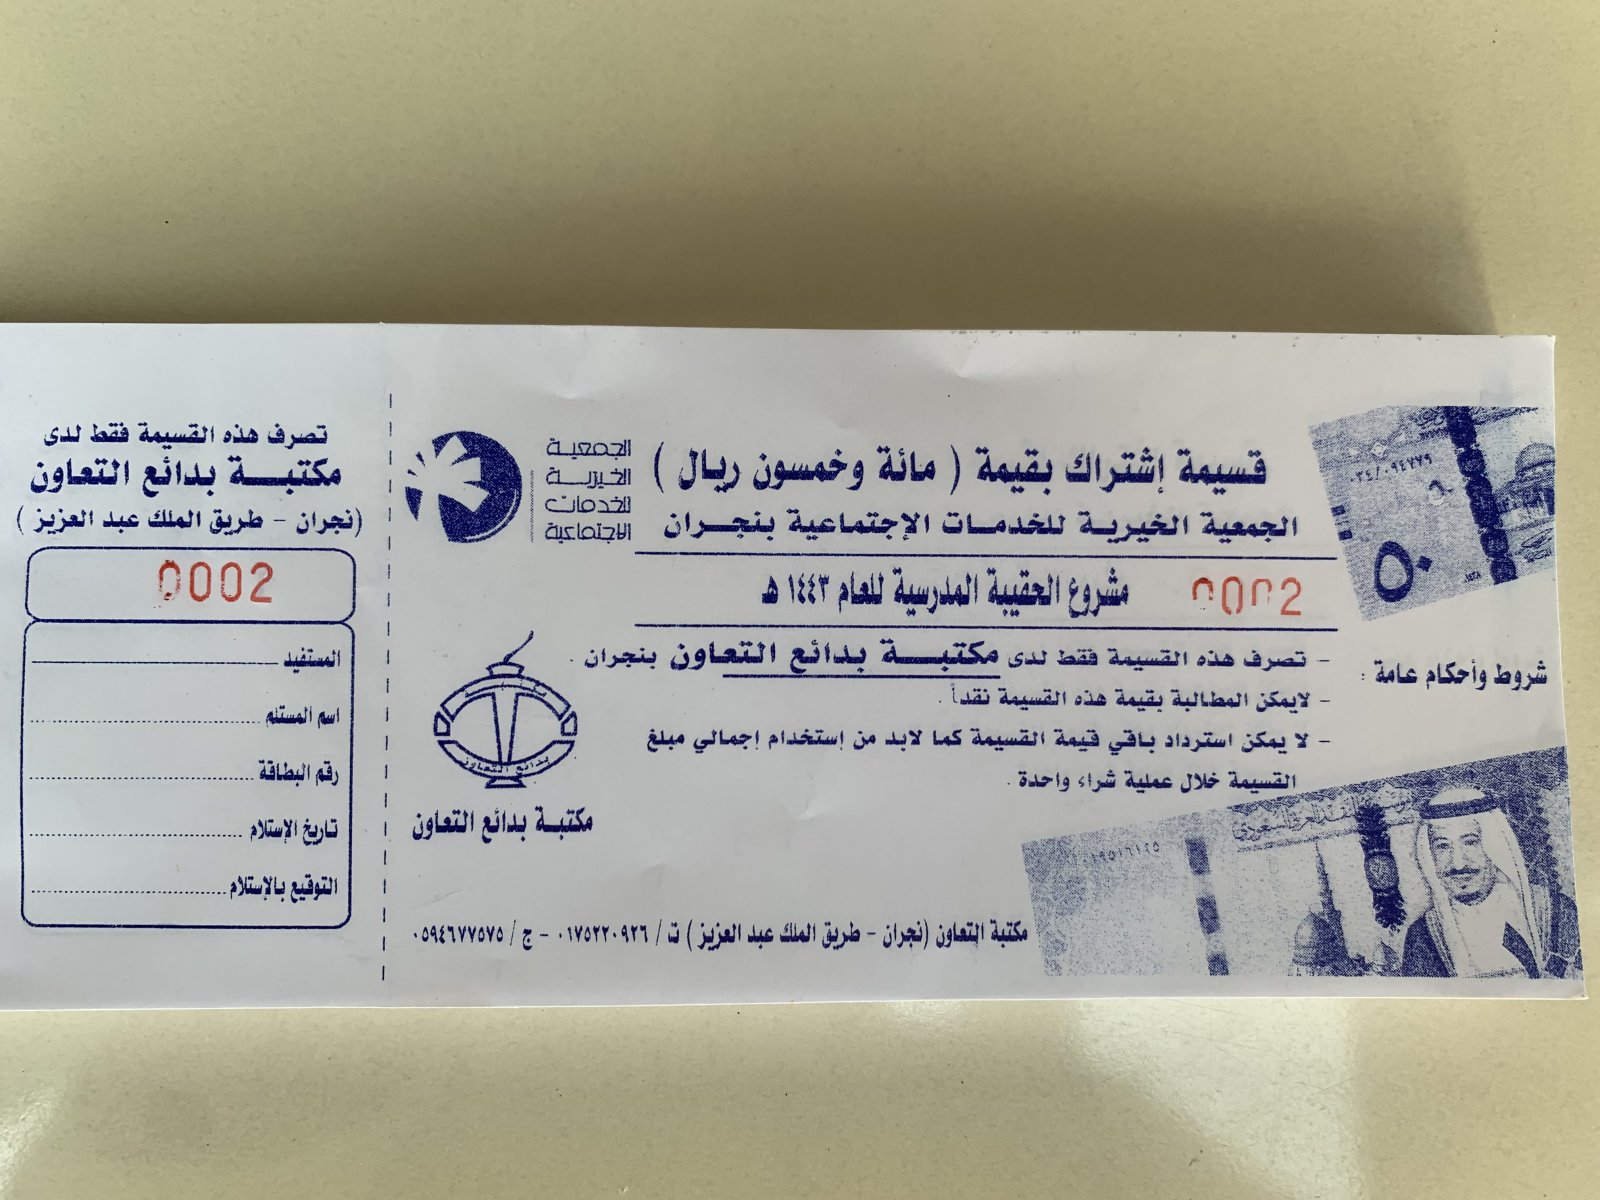 قسيمة إشتراك بقيمة ( مائة وخمسون ريال )
الجمعية الخيرية للخدمات الإجتماعية بنجران
0002 مشروع الحقيبة المدرسية للعام ١٤٤٣ هـ
شروط وأحكام عامة :
- تصرف هذه القسيمة فقط لدى مكتبة بدائع التعاون بنجران .
- لايمكن المطالبة بقيمة هذه القسيمة نقداً .
- لا يمكن استرداد باقي قيمة القسيمة كما لابد من إستخدام إجمالي مبلغ
القسيمة خلال عملية شراء واحدة .
مكتبة التعاون (نجران - طريق الملك عبد العزيز ) ت / ٠١٧٥٢٢٠٩٢٦ - ج / ٠٥٩٤٦٧٧٥٧٥
الجمعية
الخيرية
للخدمات
الاجتماعية
مكتبة
بدائع التعاون
مكتبة بدائع التعاون
٥٠
تصرف هذه القسيمة فقط لدى
مكتبة بدائع التعاون
(نجران - طريق الملك عبد العزيز )
0002
المستفيد
اسم المستلم
رقم البطاقة
تاريخ الإستلام
التوقيع بالإستلام